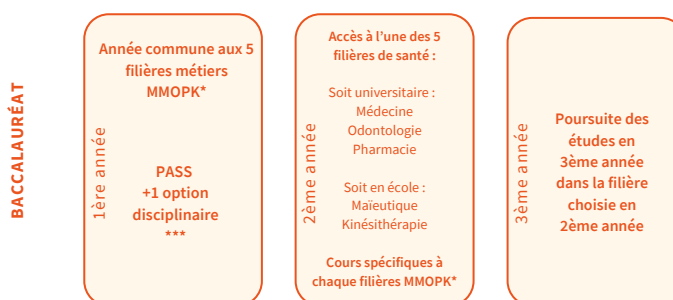 BACCALAURÉAT
1ère année
Année commune aux 5
filières métiers
MMOPK*
PASS
+1 option
disciplinaire
***
2ème année
Accès à l'une des 5
filières de santé :
Soit universitaire :
Médecine
Odontologie
Pharmacie
Soit en école :
Maïeutique
Kinésithérapie
Cours spécifiques à
chaque filières MMOPK*
3ème année
Poursuite des
études en
3ème année
dans la filière
choisie en
2ème année